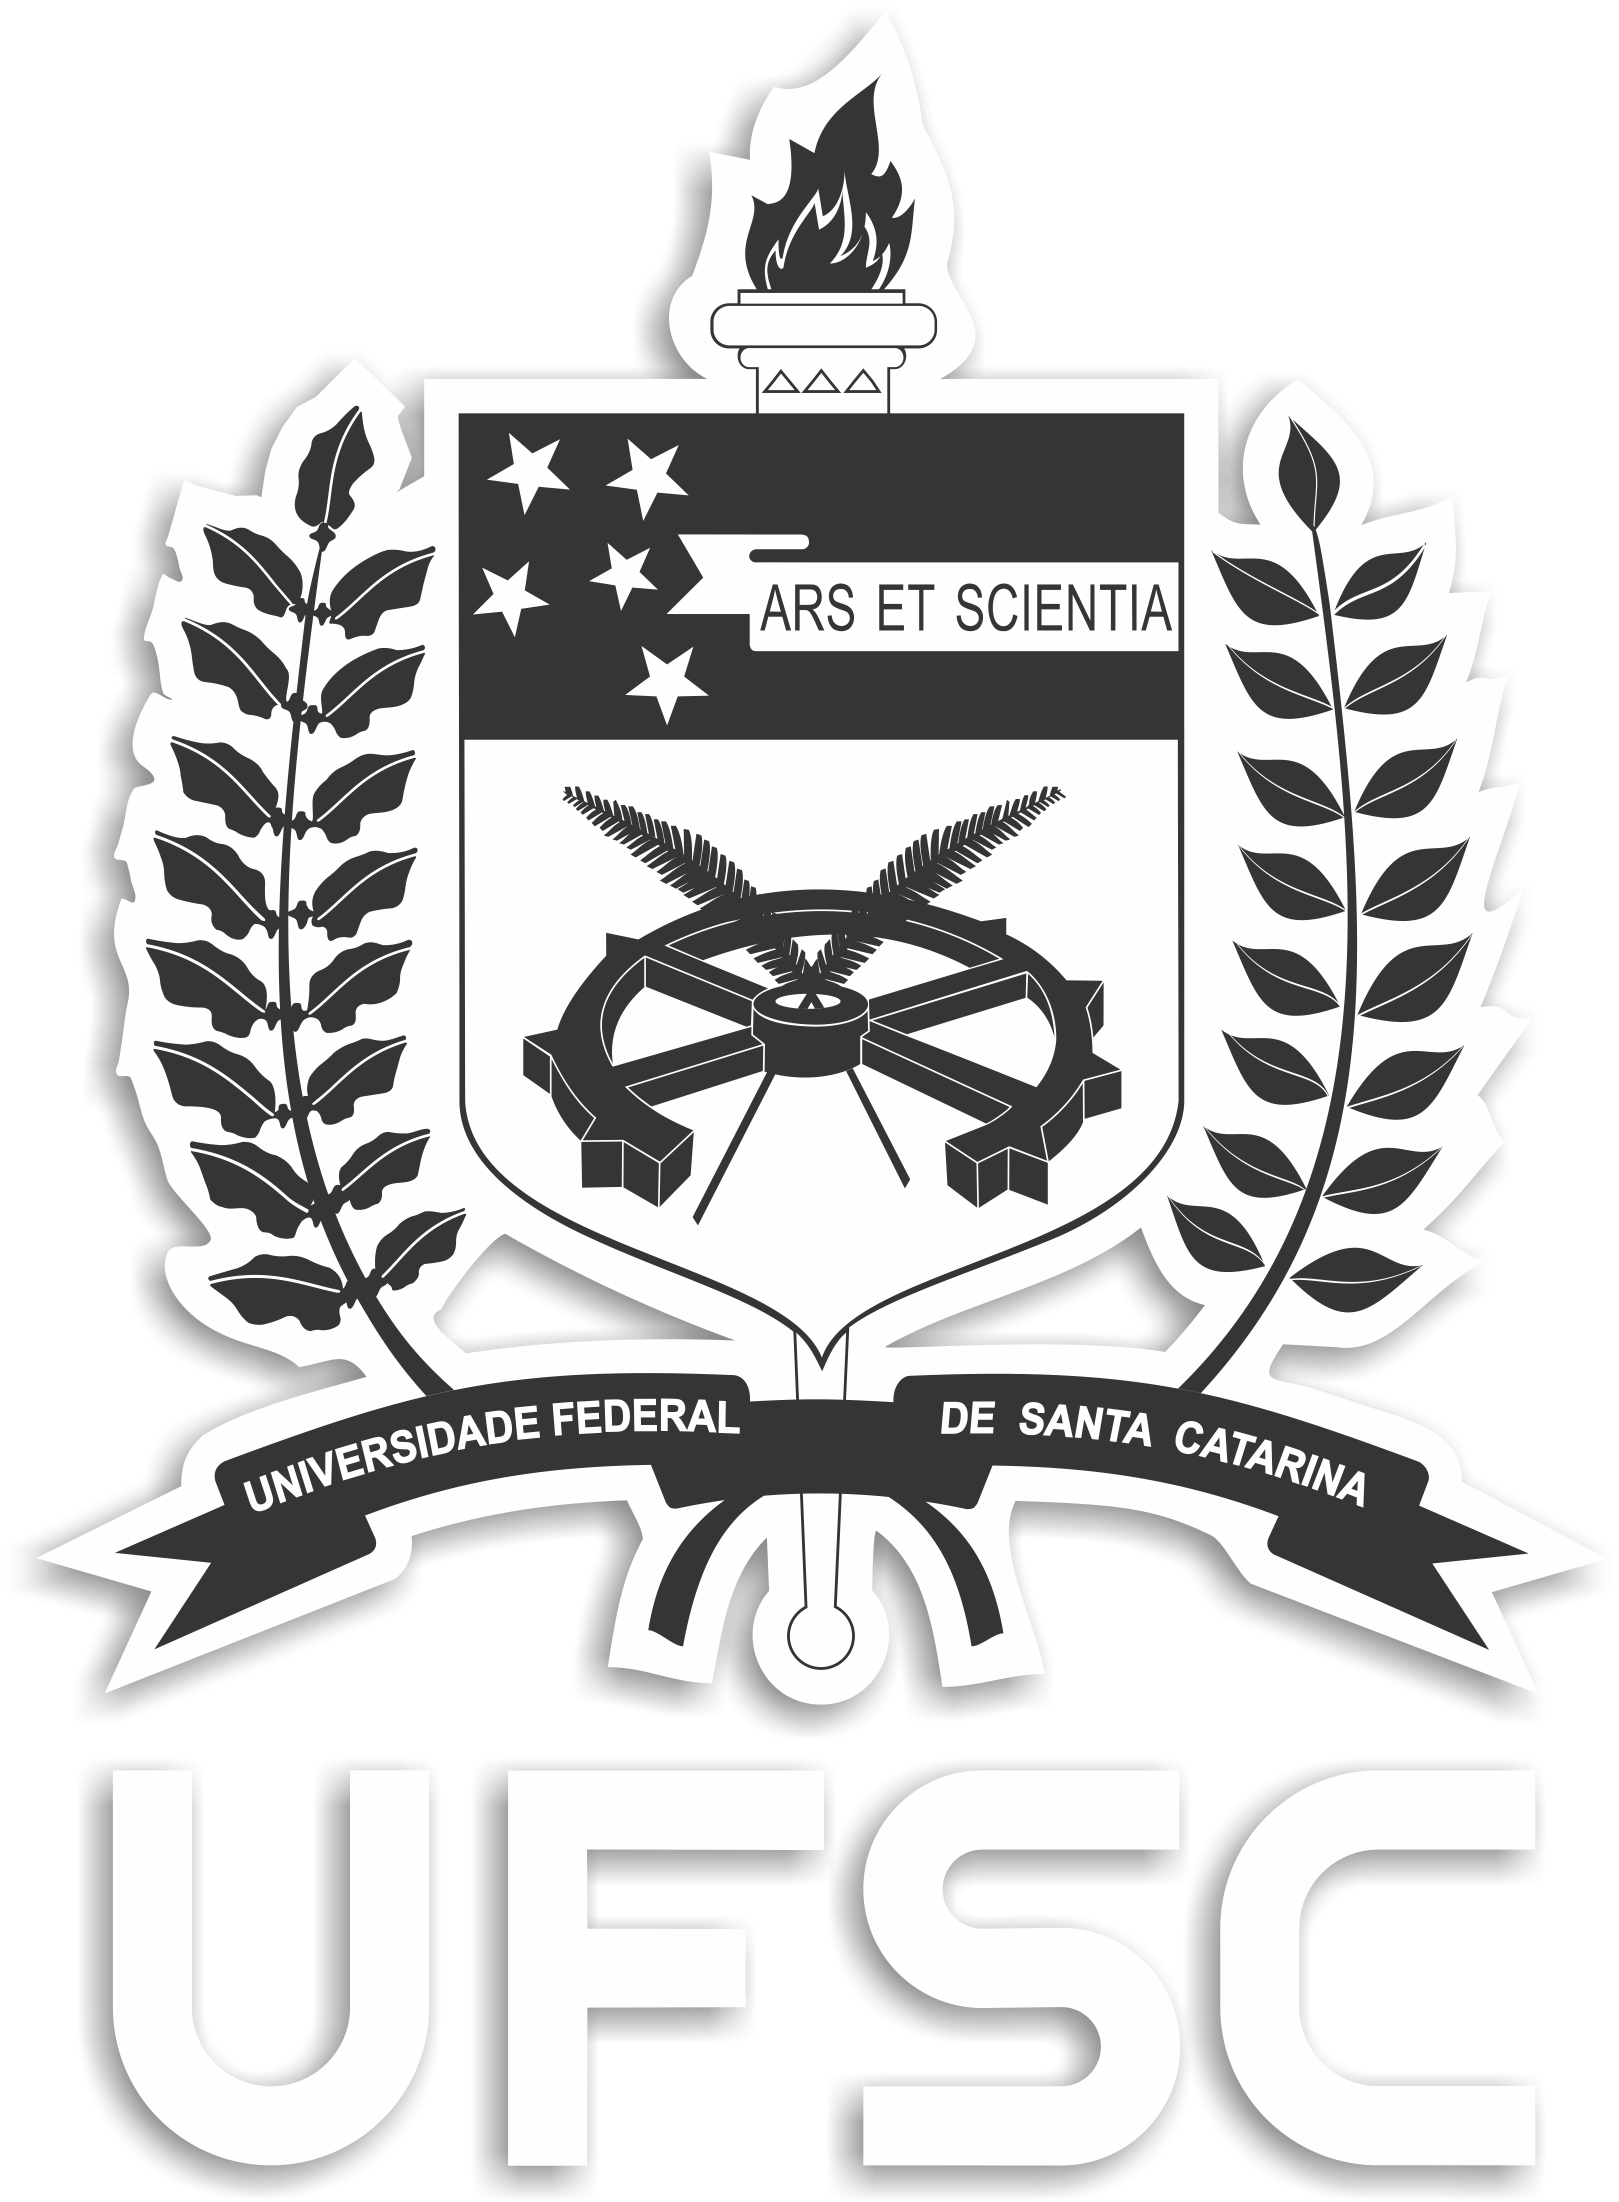 ARS ET SCIENTIA
UNIVERSIDADE FEDERAL DE SANTA CATARINA
UFSC